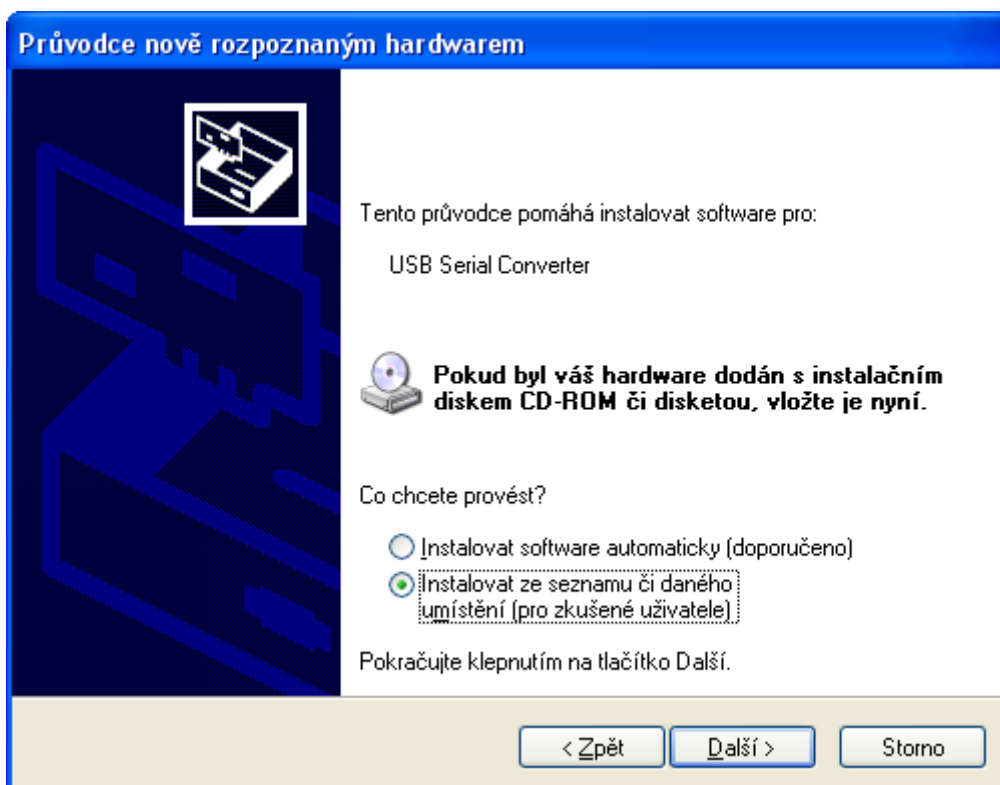 Průvodce nově rozpoznaným hardwarem
Tento průvodce pomáhá instalovat software pro:
USB Serial Converter
Pokud byl váš hardware dodán s instalačním
diskem CD-ROM či disketou, vložte je nyní.
Co chcete provést?
Instalovat software automaticky (doporučeno)
Instalovat ze seznamu či daného
umístění (pro zkušené uživatele)
Pokračujte klepnutím na tlačítko Další.
< Zpět
Další >
Storno